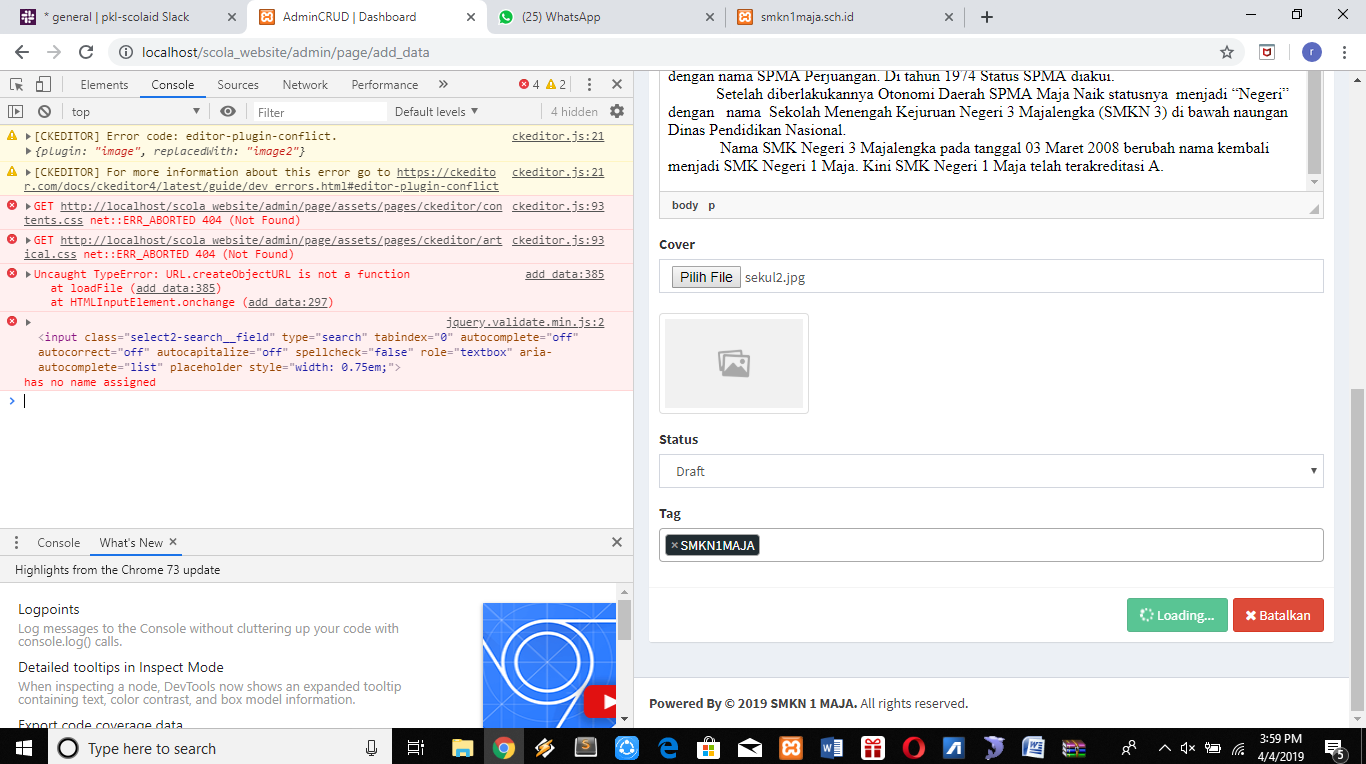 * general | pkl-scolaid Slack
AdminCRUD | Dashboard
(25) WhatsApp
smkn1maja.sch.id
localhost/scola_website/admin/page/add_data
r
Elements Console Sources Network Performance » 4 2
top Filter Default levels ▼ 4 hidden
[CKEDITOR] Error code: editor-plugin-conflict. ckeditor.js:21
{plugin: "image", replacedWith: "image2"}
[CKEDITOR] For more information about this error go to https://ckedito ckeditor.js:21
r.com/docs/ckeditor4/latest/guide/dev_errors.html#editor-plugin-conflict
GET http://localhost/scola_website/admin/page/assets/pages/ckeditor/con ckeditor.js:93
tents.css net::ERR_ABORTED 404 (Not Found)
GET http://localhost/scola_website/admin/page/assets/pages/ckeditor/art ckeditor.js:93
ical.css net::ERR_ABORTED 404 (Not Found)
Uncaught TypeError: URL.createObjectURL is not a function add_data:385
at loadFile (add_data:385)
at HTMLInputElement.onchange (add_data:297)
jquery.validate.min.js:2
<input class="select2-search__field" type="search" tabindex="0" autocomplete="off"
autocorrect="off" autocapitalize="off" spellcheck="false" role="textbox" aria-
autocomplete="list" placeholder style="width: 0.75em;">
has no name assigned
Console What's New
Highlights from the Chrome 73 update
Logpoints
Log messages to the Console without cluttering up your code with
console.log() calls.
Detailed tooltips in Inspect Mode
When inspecting a node, DevTools now shows an expanded tooltip
containing text, color contrast, and box model information.
Export code coverage data
dengan nama SPMA Perjuangan. Di tahun 1974 Status SPMA diakui.
Setelah diberlakukannya Otonomi Daerah SPMA Maja Naik statusnya menjadi “Negeri”
dengan nama Sekolah Menengah Kejuruan Negeri 3 Majalengka (SMKN 3) di bawah naungan
Dinas Pendidikan Nasional.
Nama SMK Negeri 3 Majalengka pada tanggal 03 Maret 2008 berubah nama kembali
menjadi SMK Negeri 1 Maja. Kini SMK Negeri 1 Maja telah terakreditasi A.
body p
Cover
Pilih File sekul2.jpg
Status
Draft
Tag
×SMKN1MAJA
Loading... Batalkan
Powered By © 2019 SMKN 1 MAJA. All rights reserved.
Type here to search
3:59 PM
4/4/2019
5